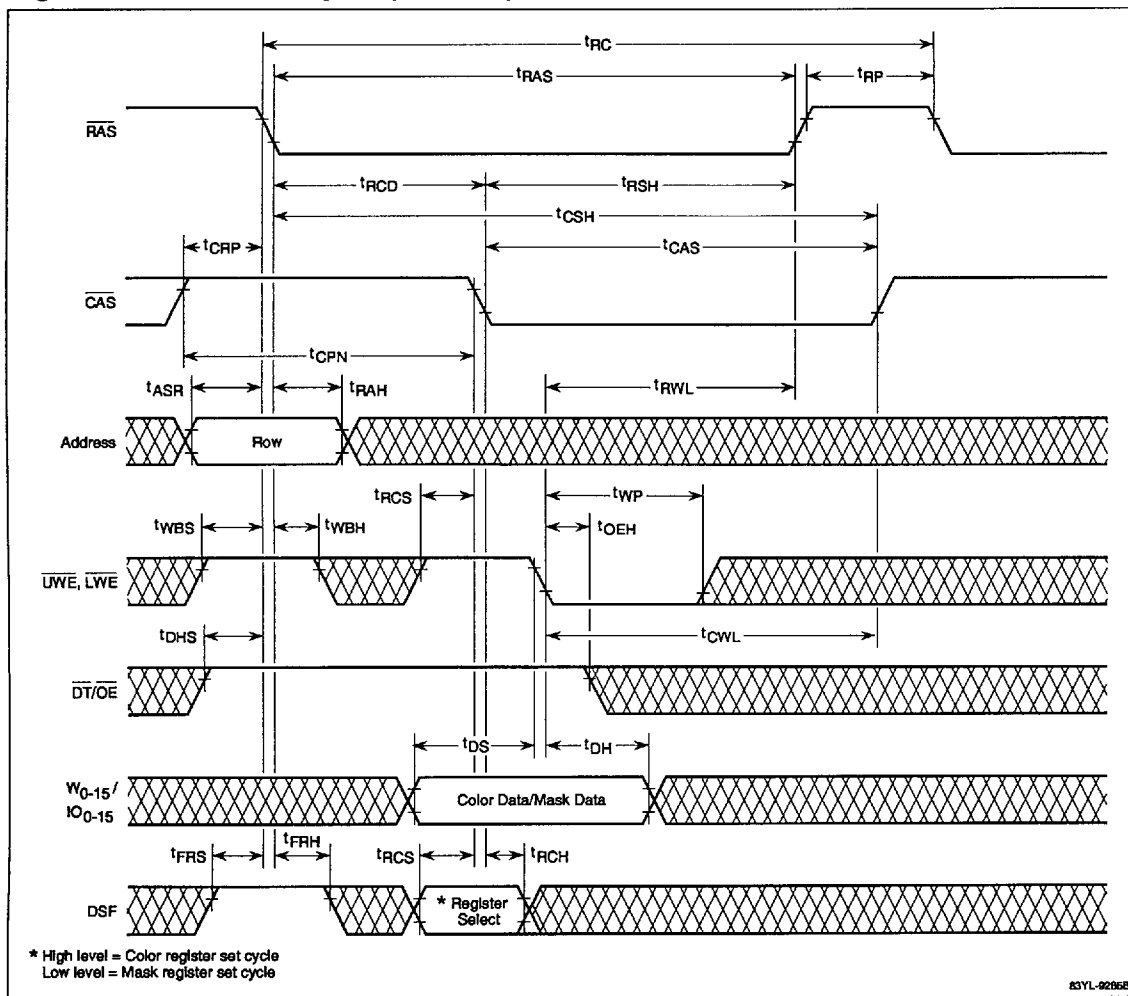 tRC
tRAS
tRP
RAS
tRCD
tRSH
tCSH
tCRP
tCAS
CAS
tCPN
tASR
tRAH
tRWL
Address
Row
tRCS
tWP
tWBS
tWBH
tOEH
UWE, LWE
tDHS
tCWL
DT/OE
tDS
tDH
W0-15 /
IO0-15
Color Data/Mask Data
tFRS
tFRH
tRCS
tRCH
DSF
* Register
Select
* High level = Color register set cycle
Low level = Mask register set cycle